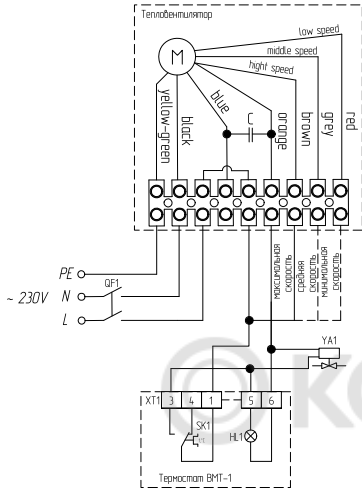 Тепловентилятор
M
low speed
middle speed
hight speed
yellow-green
black
blue
C
orange
brown
grey
red
PE
N
L
~ 230V
QF1
максимальная
скорость
средняя
скорость
минимальная
скорость
YA1
XT1
3
4
1
5
6
SK1
t°C
HL1
Термостат ВМТ-1
КО